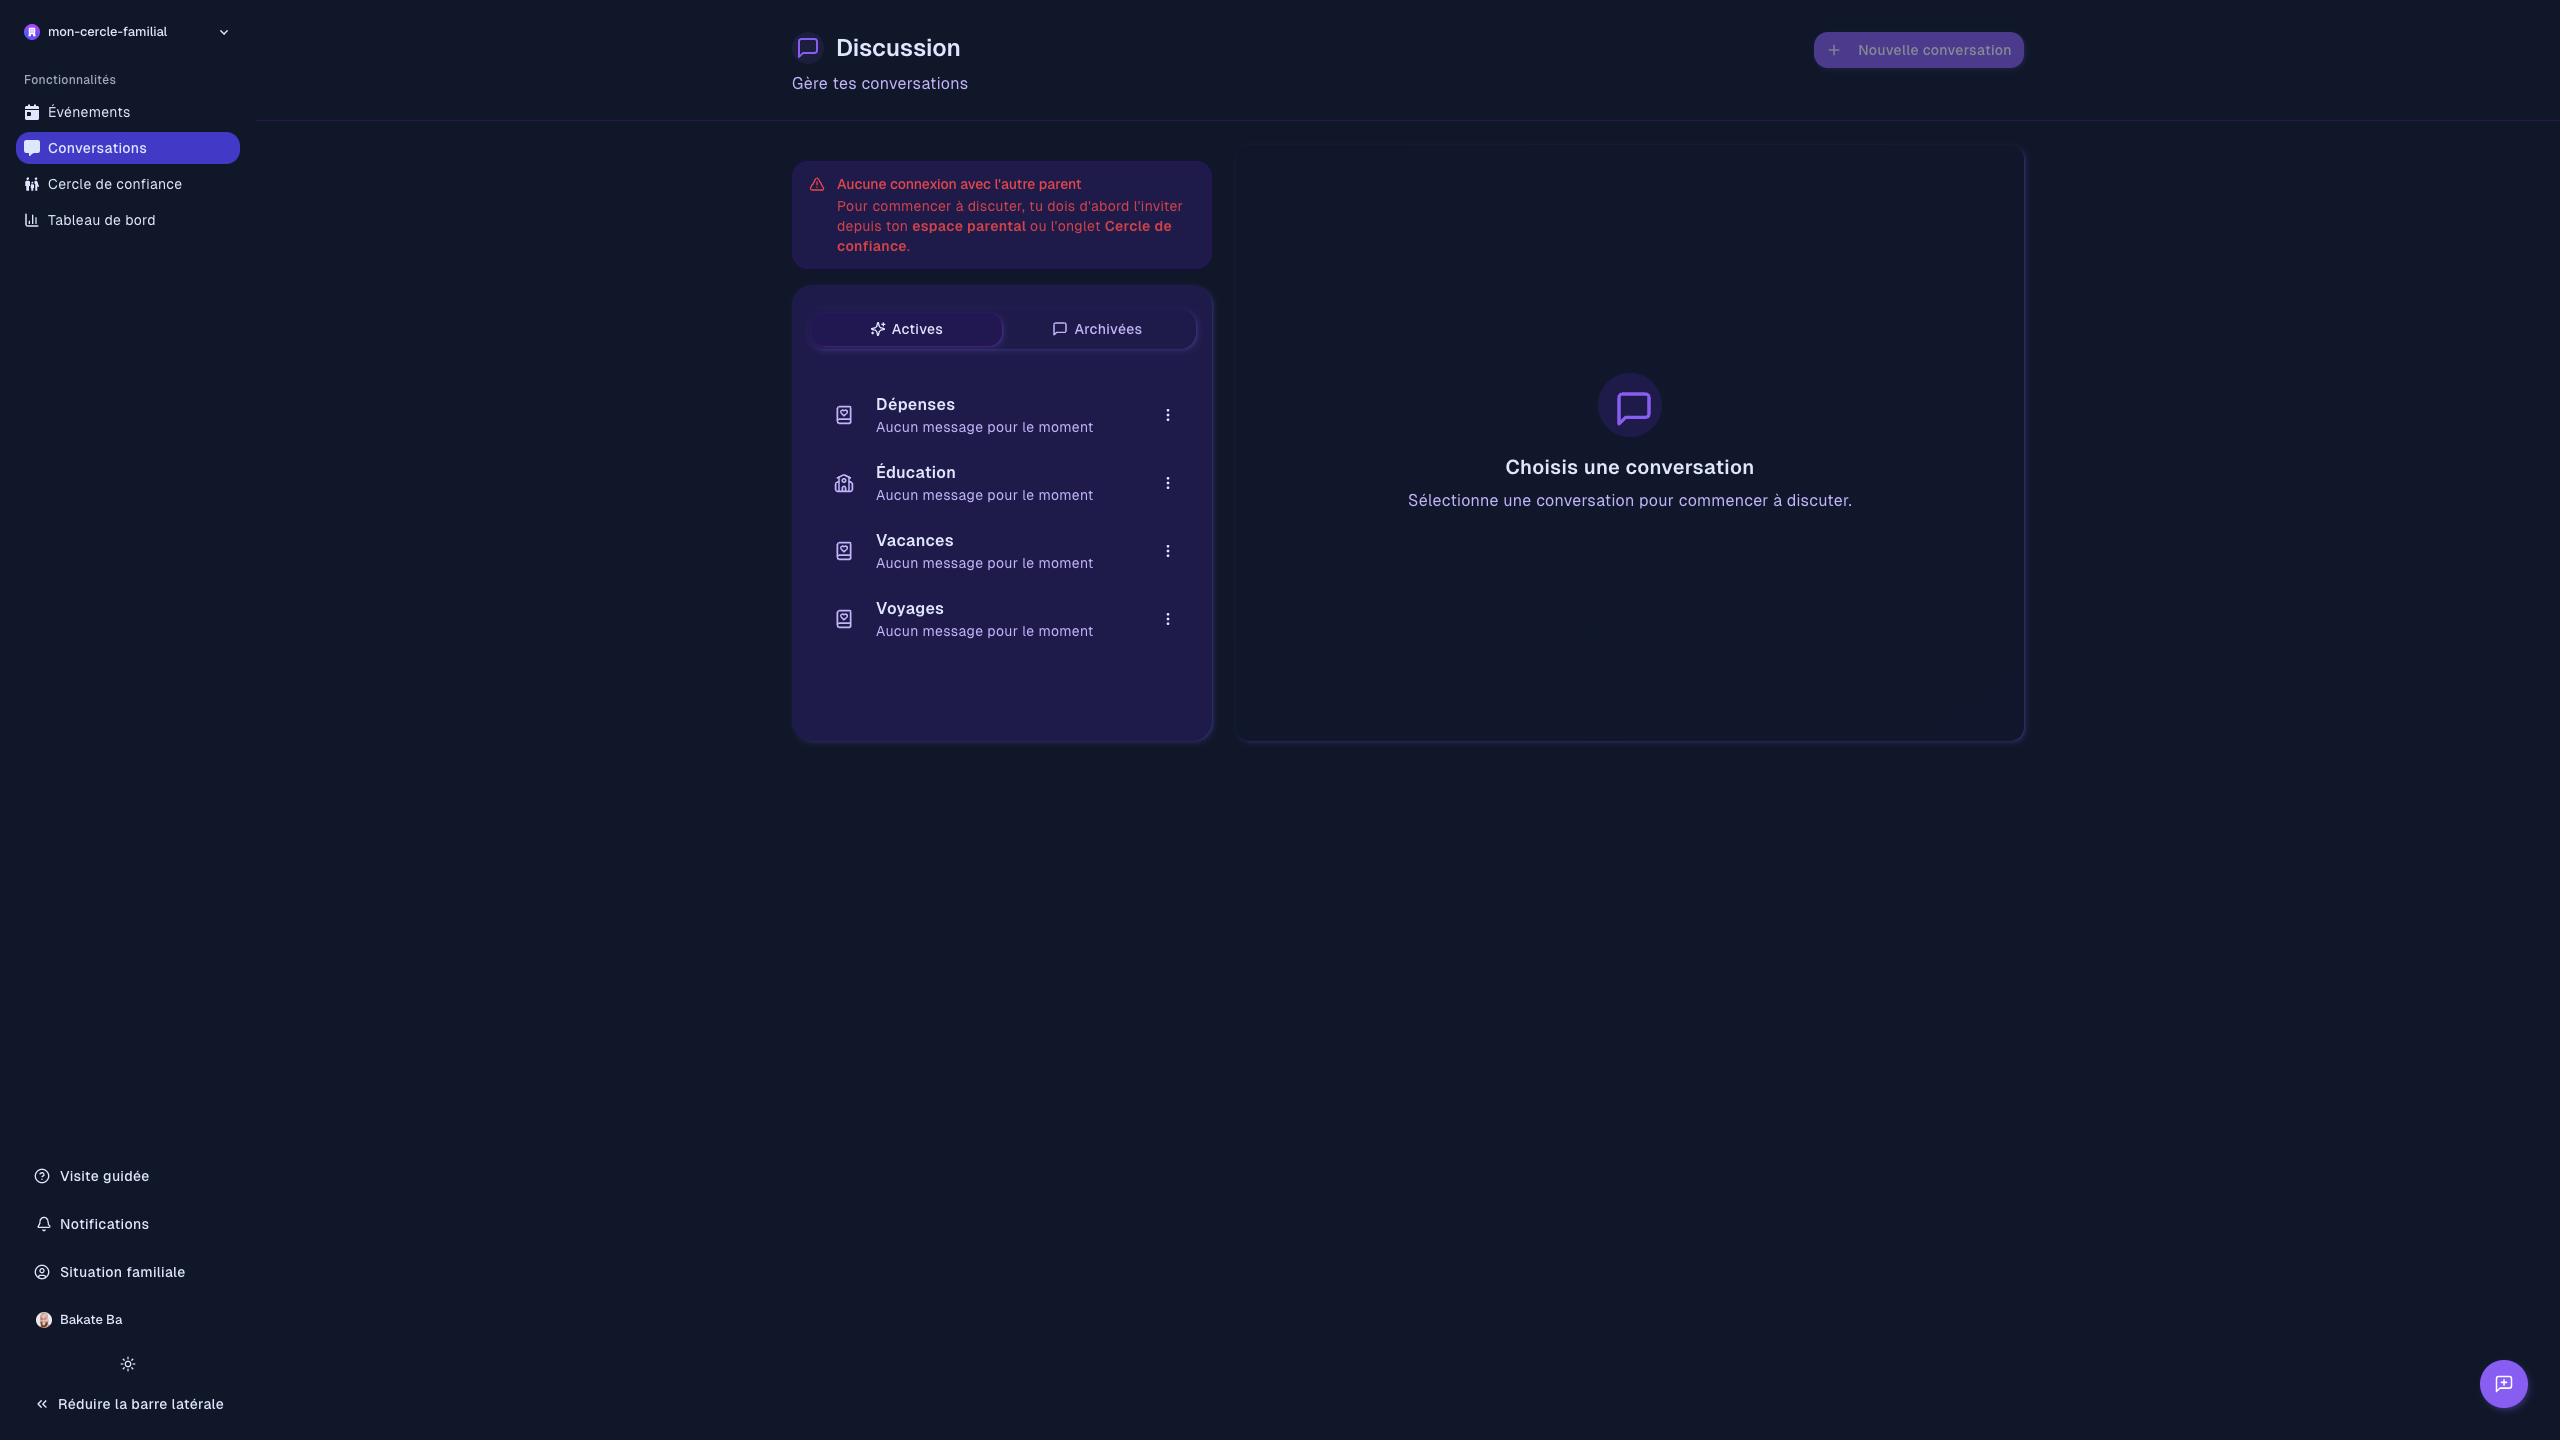 mon-cercle-familial
Fonctionnalités
Événements
Conversations
Cercle de confiance
Tableau de bord
Visite guidée
Notifications
Situation familiale
Bakate Ba
Réduire la barre latérale
Discussion
Gère tes conversations
Nouvelle conversation
Aucune connexion avec l'autre parent
Pour commencer à discuter, tu dois d'abord l'inviter
depuis ton espace parental ou l'onglet Cercle de
confiance.
Actives
Archivées
Dépenses
Aucun message pour le moment
Éducation
Aucun message pour le moment
Vacances
Aucun message pour le moment
Voyages
Aucun message pour le moment
Choisis une conversation
Sélectionne une conversation pour commencer à discuter.